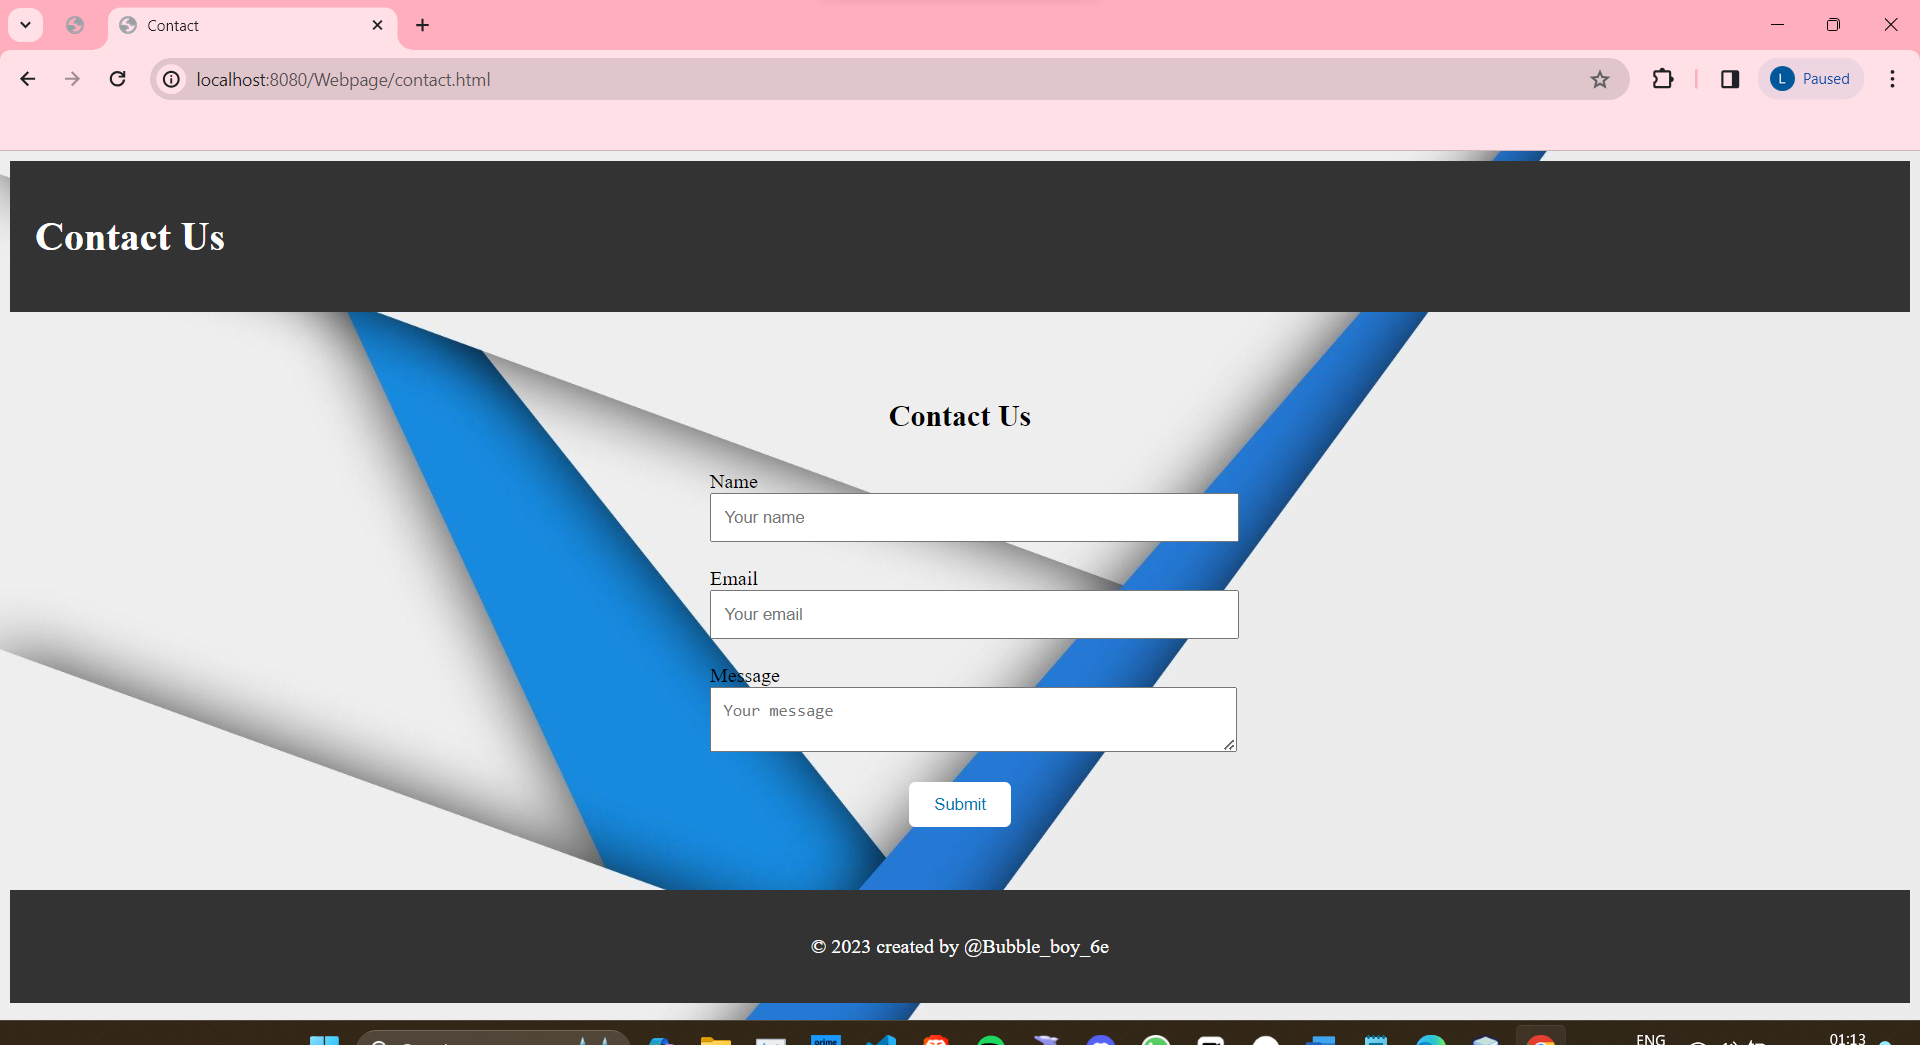 Contact
localhost:8080/Webpage/contact.html
L Paused
Contact Us
Contact Us
Name
Your name
Email
Your email
Message
Your message
Submit
© 2023 created by @Bubble_boy_6e
prime
ENG
01:13